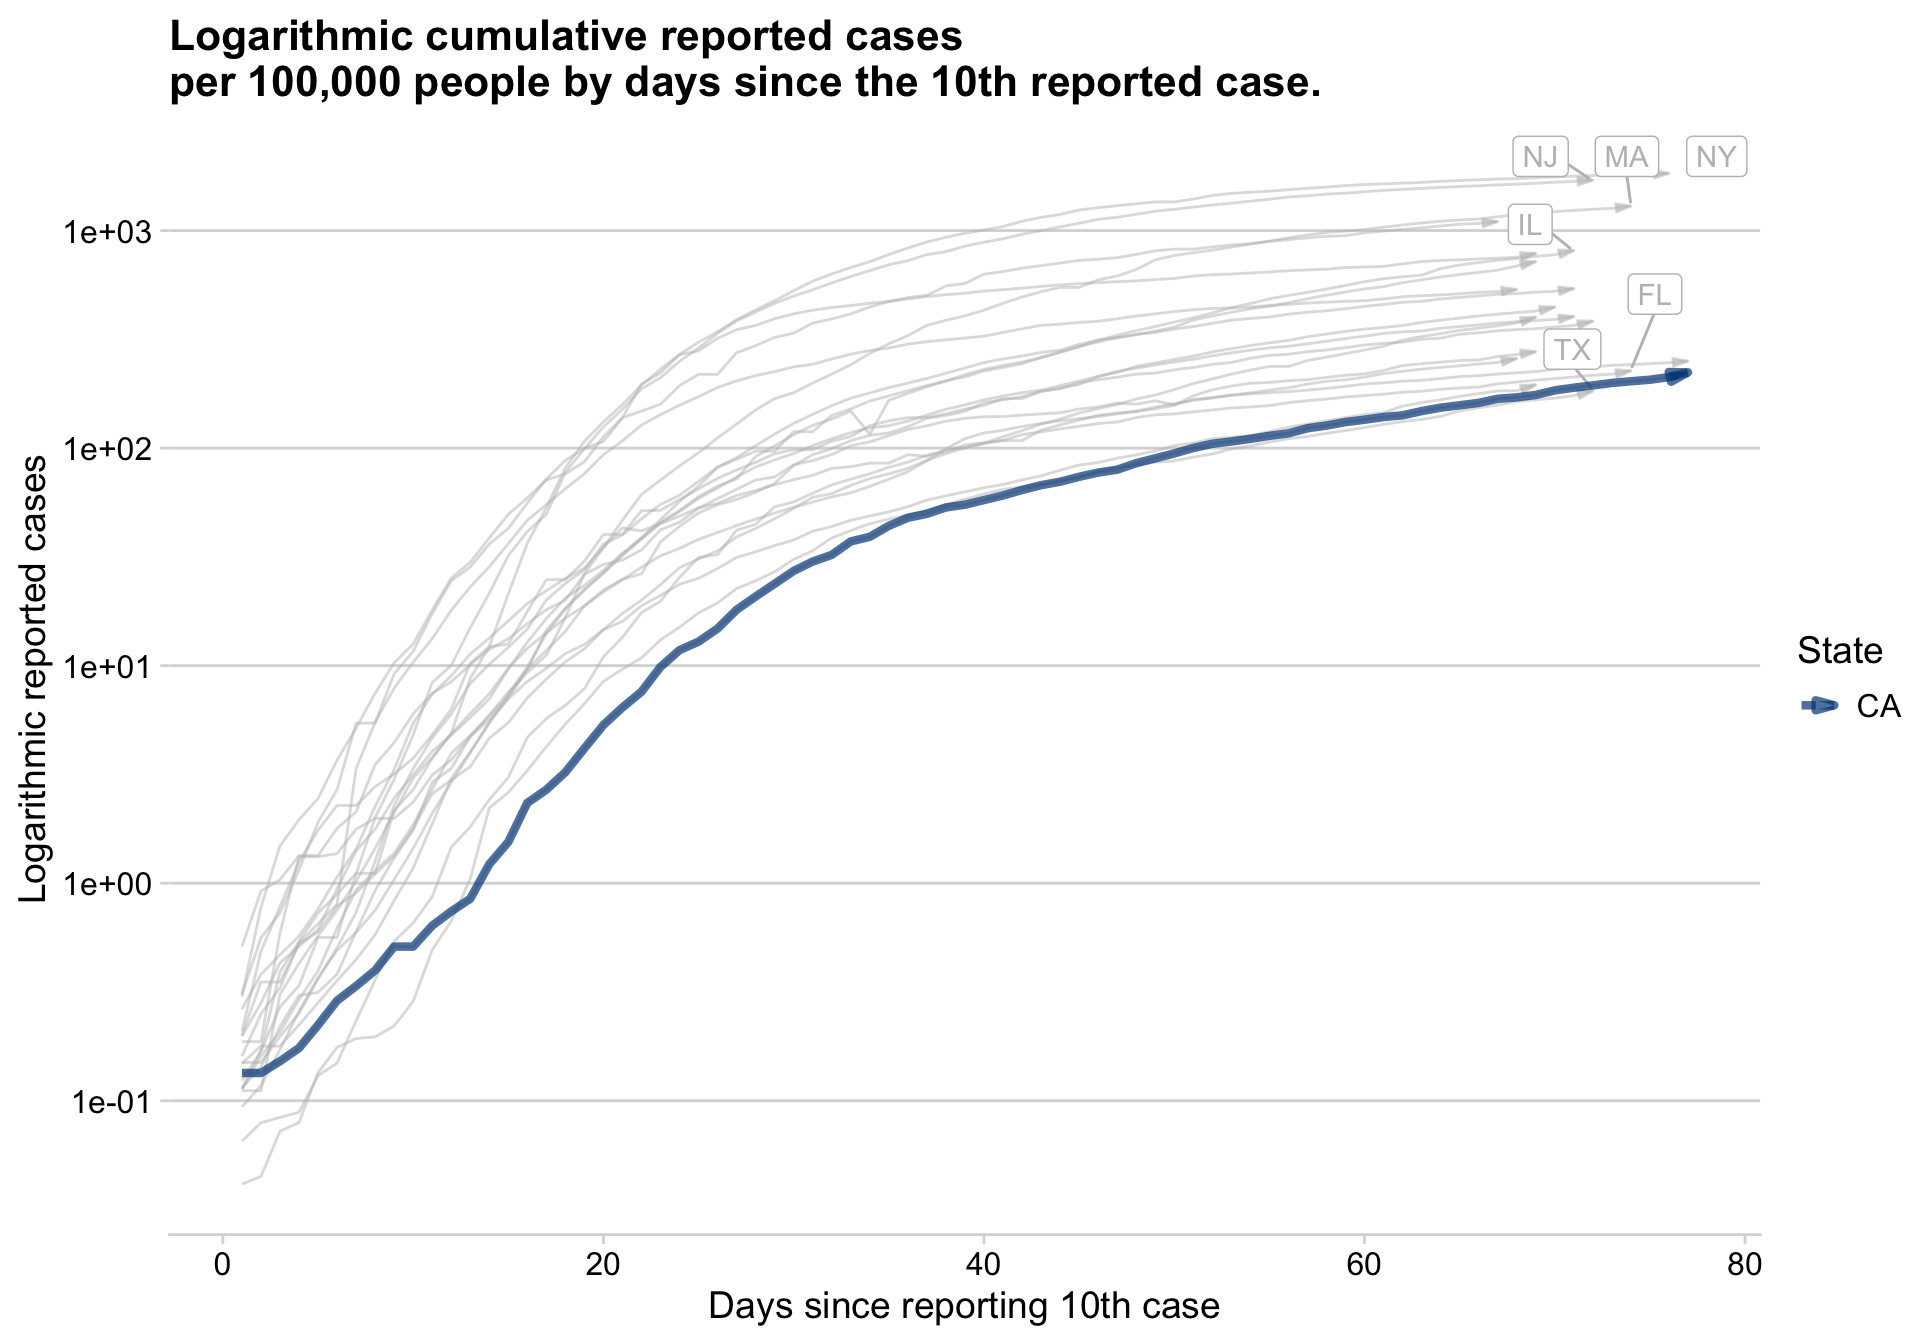 Logarithmic cumulative reported cases
per 100,000 people by days since the 10th reported case.
NJ
MA
NY
IL
FL
TX
1e+03
1e+02
1e+01
1e+00
1e-01
Logarithmic reported cases
0
20
40
60
80
Days since reporting 10th case
State
CA